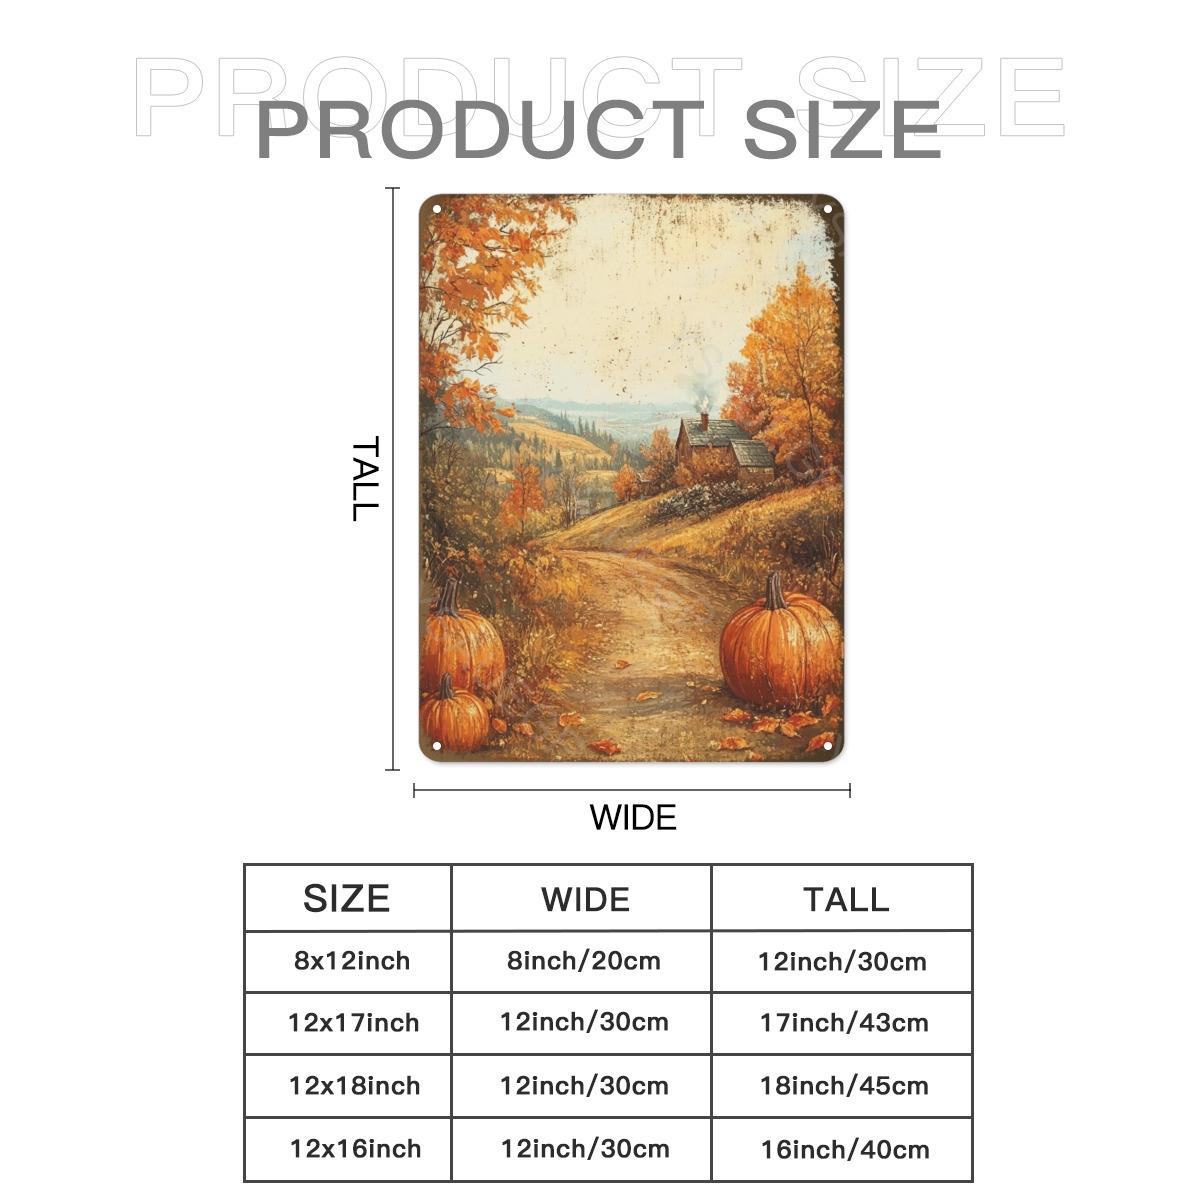 PRODUCT SIZE
PRODUCT SIZE
TALL
WIDE
SIZE WIDE TALL
8x12inch 8inch/20cm 12inch/30cm
12x17inch 12inch/30cm 17inch/43cm
12x18inch 12inch/30cm 18inch/45cm
12x16inch 12inch/30cm 16inch/40cm